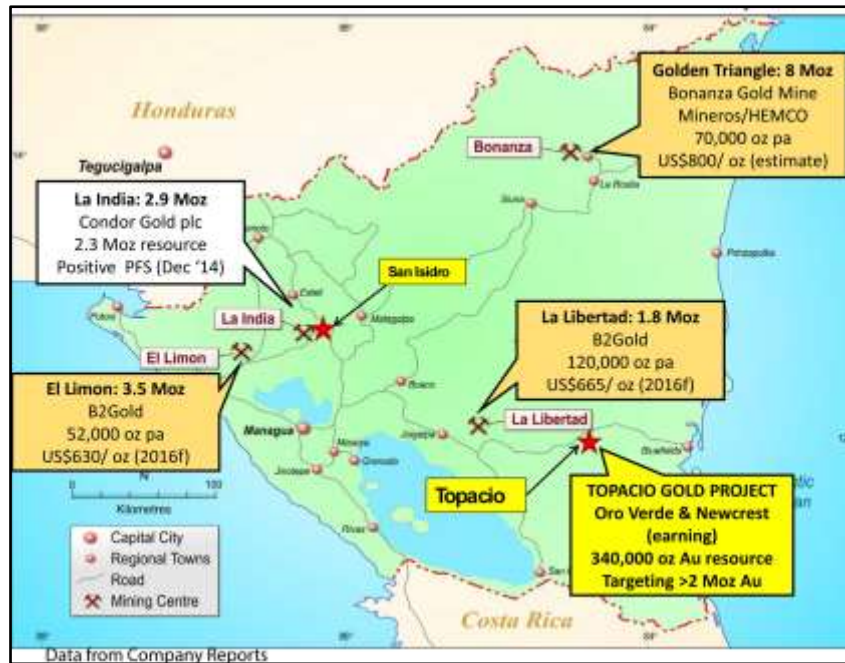 Honduras
Tegucigalpa
Golden Triangle: 8 Moz
Bonanza Gold Mine
Mineros/HEMCO
70,000 oz pa
US$800/ oz (estimate)
Bonanza
La Rosita
Siuna
La India: 2.9 Moz
Condor Gold plc
2.3 Moz resource
Positive PFS (Dec '14)
San Isidro
Esteli
La India
Matagalpa
El Limon
La Libertad: 1.8 Moz
B2Gold
120,000 oz pa
US$665/ oz (2016f)
El Limon: 3.5 Moz
B2Gold
52,000 oz pa
US$630/ oz (2016f)
Boaco
La Libertad
Managua
Masaya
Granada
Jinotepe
Juigalpa
Bluefields
Rivas
Topacio
TOPACIO GOLD PROJECT
Oro Verde & Newcrest
(earning)
340,000 oz Au resource
Targeting >2 Moz Au
San
N
0
100
Kilometres
Capital City
Regional Towns
Road
Mining Centre
Costa Rica
Data from Company Reports